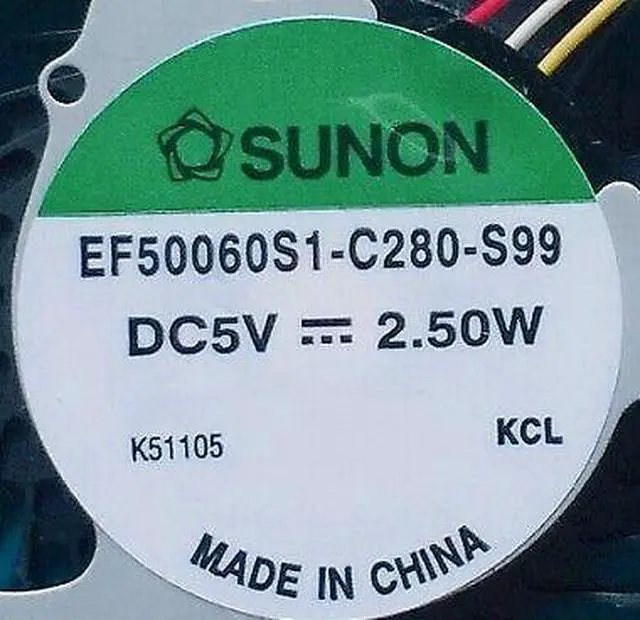 SUNON
EF50060S1-C280-S99
DC5V ⎓ 2.50W
K51105
KCL
MADE IN CHINA